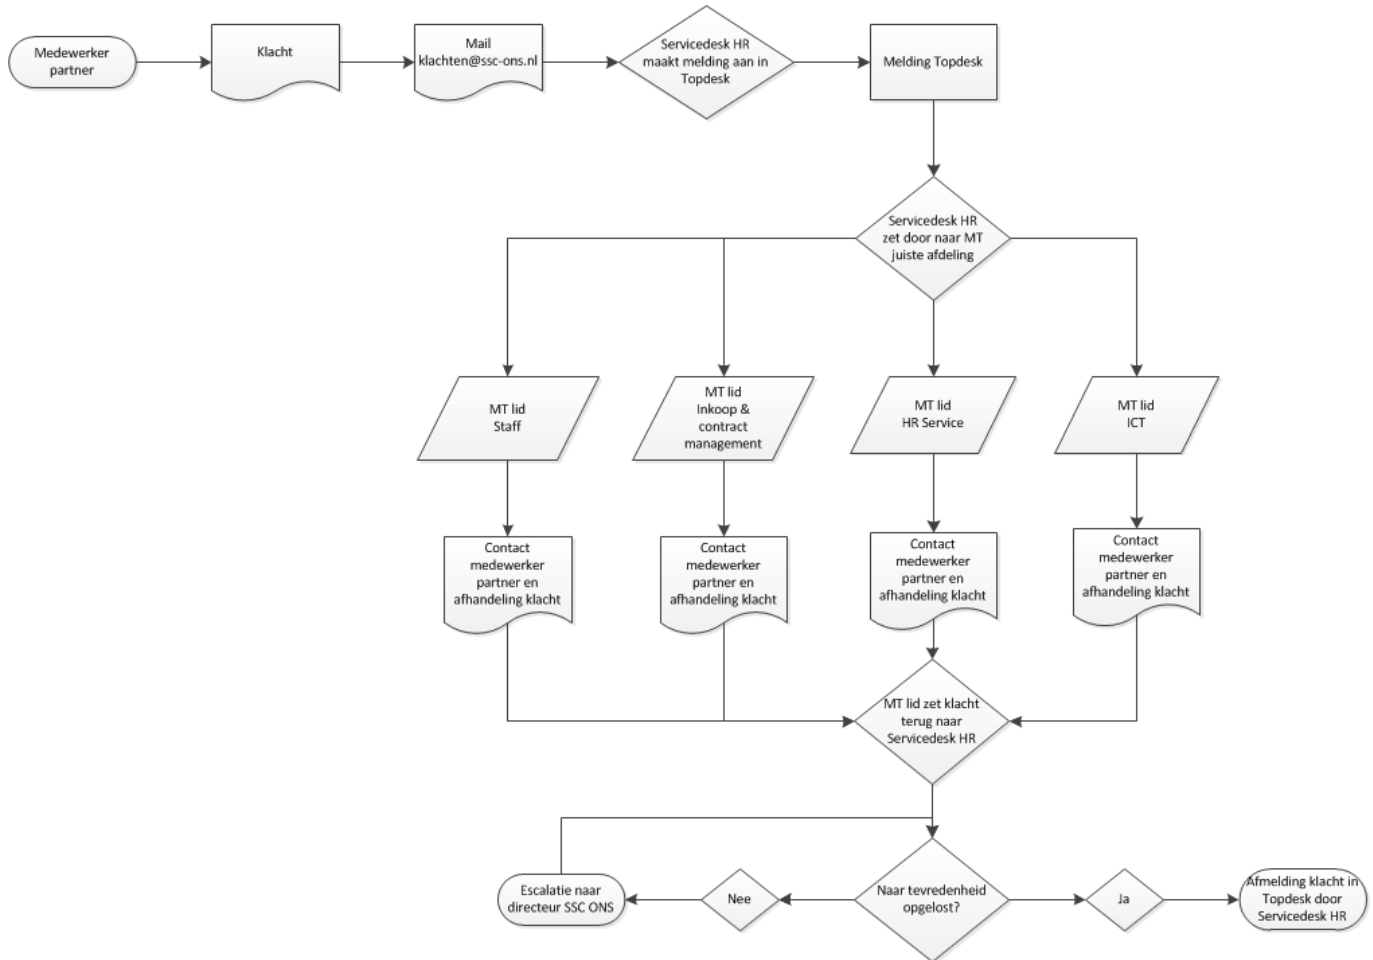 Medewerker
partner
Klacht
Mail
klachten@ssc-ons.nl
Servicedesk HR
maakt melding aan in
Topdesk
Melding Topdesk
Servicedesk HR
zet door naar MT
juiste afdeling
MT lid
Staff
MT lid
Inkoop &
contract
management
MT lid
HR Service
MT lid
ICT
Contact
medewerker
partner en
afhandeling klacht
Contact
medewerker
partner en
afhandeling klacht
Contact
medewerker
partner en
afhandeling klacht
Contact
medewerker
partner en
afhandeling klacht
MT lid zet klacht
terug naar
Servicedesk HR
Escalatie naar
directeur SSC ONS
Nee
Naar tevredenheid
opgelost?
Ja
Afmelding klacht in
Topdesk door
Servicedesk HR